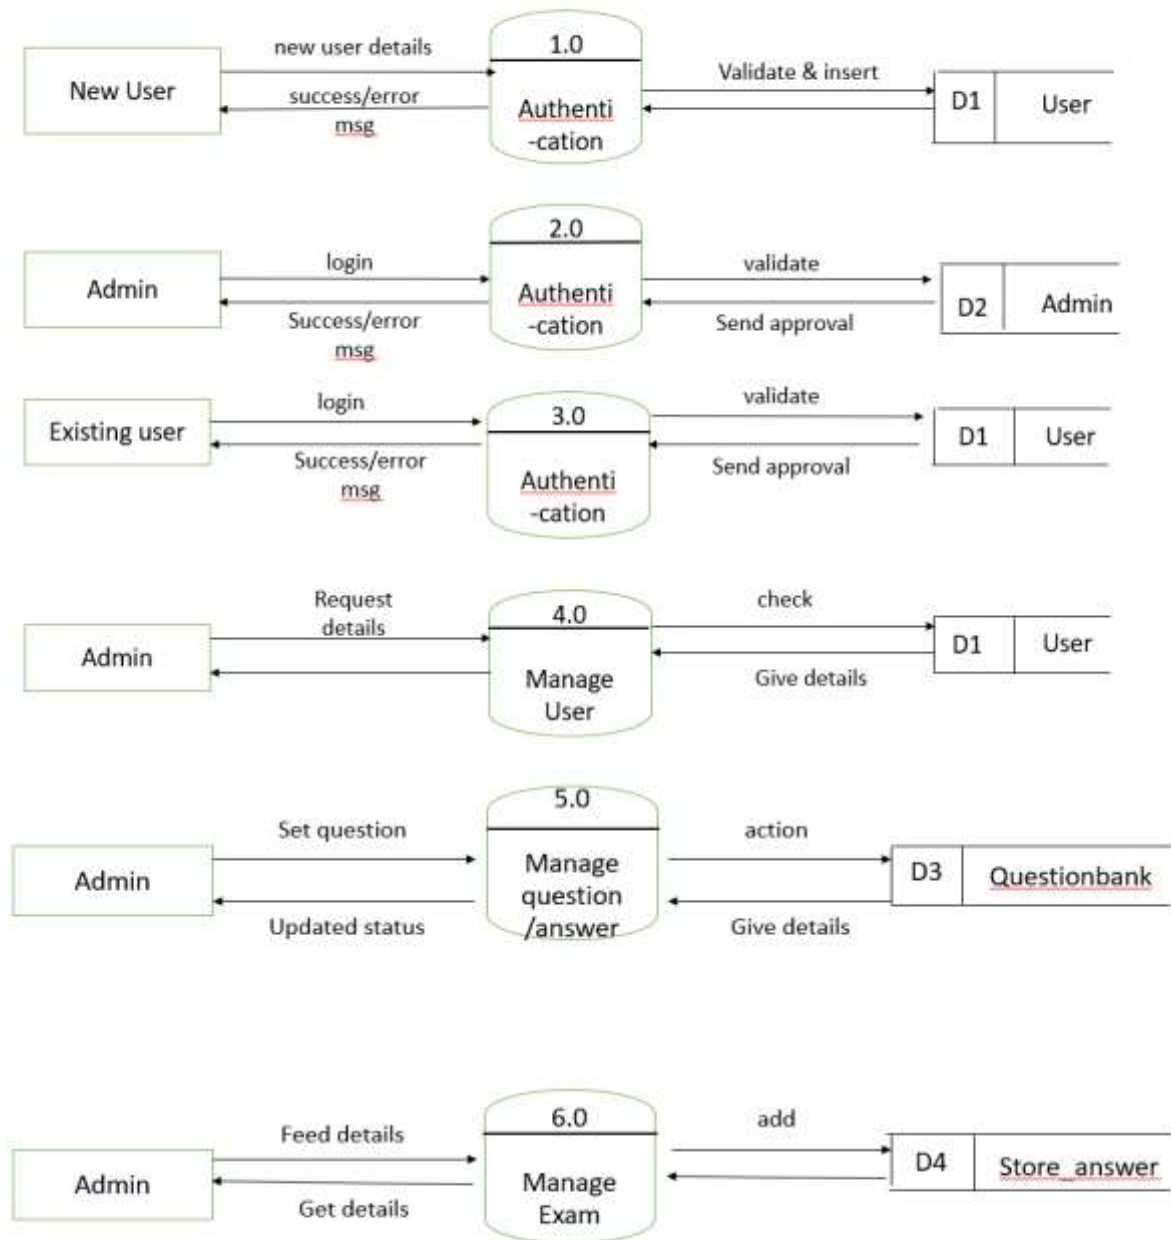 new user details
1.0
New User
success/error
msg
Authenti
-cation
Validate & insert
D1
User
2.0
Admin
login
Success/error
msg
Authenti
-cation
validate
Send approval
D2
Admin
3.0
Existing user
login
Success/error
msg
Authenti
-cation
validate
Send approval
D1
User
4.0
Admin
Request
details
Manage
User
check
Give details
D1
User
5.0
Admin
Set question
Updated status
Manage
question
/answer
action
Give details
D3
Questionbank
6.0
Admin
Feed details
Get details
Manage
Exam
add
D4
Store_answer